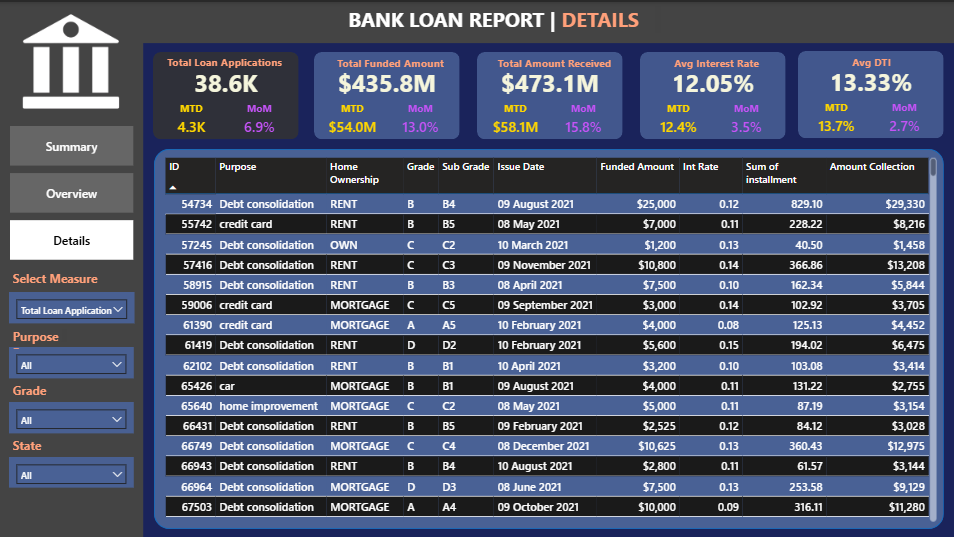 BANK LOAN REPORT | DETAILS
Total Loan Applications
38.6K
MTD MoM
4.3K 6.9%
Total Funded Amount
$435.8M
MTD MoM
$54.0M 13.0%
Total Amount Received
$473.1M
MTD MoM
$58.1M 15.8%
Avg Interest Rate
12.05%
MTD MoM
12.4% 3.5%
Avg DTI
13.33%
MTD MoM
13.7% 2.7%
Summary
Overview
Details
Select Measure
Total Loan Application
Purpose
All
Grade
All
State
All
ID Purpose Home Ownership Grade Sub Grade Issue Date Funded Amount Int Rate Sum of installment Amount Collection
54734 Debt consolidation RENT B B4 09 August 2021 $25,000 0.12 829.10 $29,330
55742 credit card RENT B B5 08 May 2021 $7,000 0.11 228.22 $8,216
57245 Debt consolidation OWN C C2 10 March 2021 $1,200 0.13 40.50 $1,458
57416 Debt consolidation RENT C C3 09 November 2021 $10,800 0.14 366.86 $13,208
58915 Debt consolidation RENT B B3 08 April 2021 $7,500 0.10 162.34 $5,844
59006 credit card MORTGAGE C C5 09 September 2021 $3,000 0.14 102.92 $3,705
61390 credit card MORTGAGE A A5 10 February 2021 $4,000 0.08 125.13 $4,452
61419 Debt consolidation RENT D D2 10 February 2021 $5,600 0.15 194.02 $6,475
62102 Debt consolidation RENT B B1 10 April 2021 $3,200 0.10 103.08 $3,414
65426 car MORTGAGE B B1 09 August 2021 $4,000 0.11 131.22 $2,755
65640 home improvement MORTGAGE C C2 08 May 2021 $5,000 0.11 87.19 $3,154
66431 Debt consolidation RENT B B5 09 February 2021 $2,525 0.12 84.12 $3,028
66749 Debt consolidation MORTGAGE C C4 08 December 2021 $10,625 0.13 360.43 $12,975
66943 Debt consolidation RENT B B4 10 August 2021 $2,800 0.11 61.57 $3,144
66964 Debt consolidation MORTGAGE D D3 08 June 2021 $7,500 0.13 253.58 $9,129
67503 Debt consolidation MORTGAGE A A4 09 October 2021 $10,000 0.09 316.11 $11,280